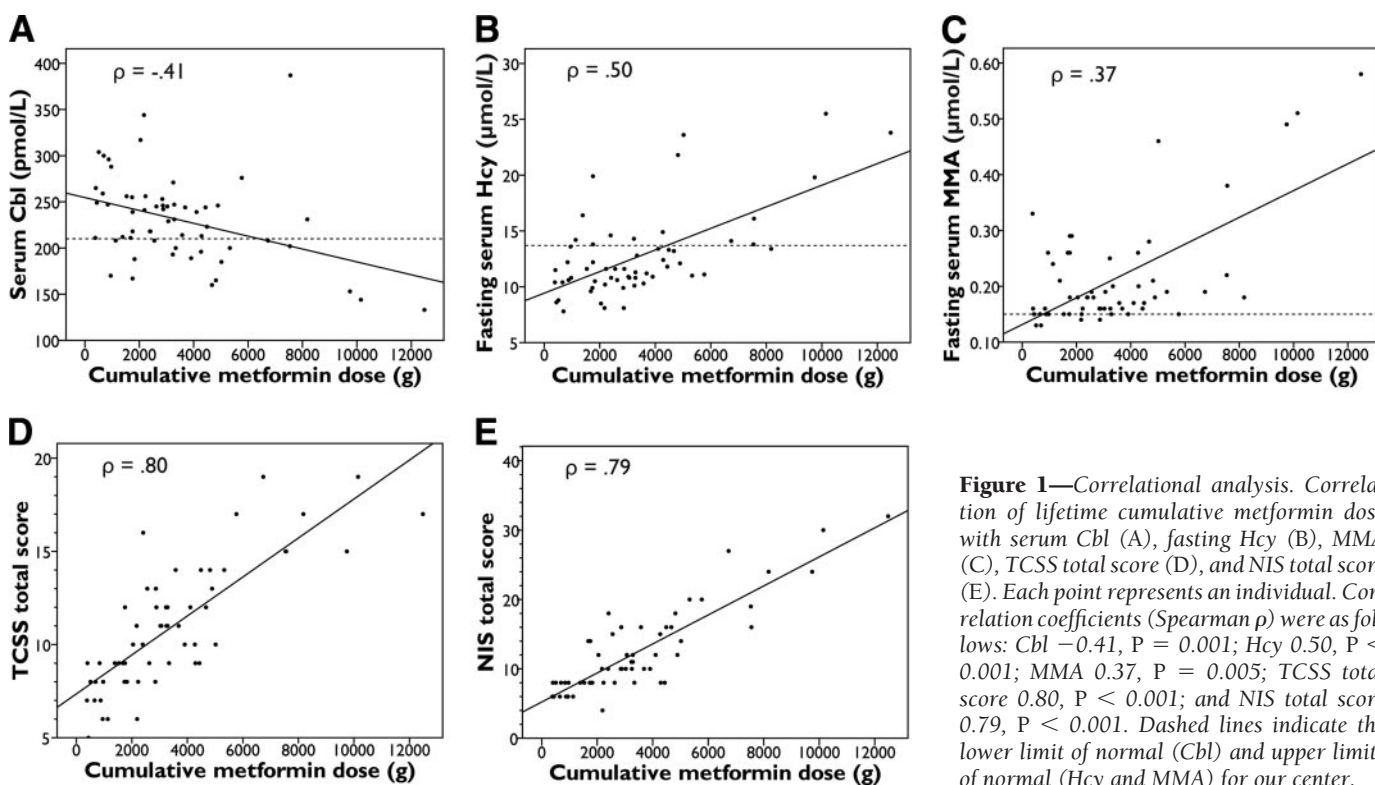 A
ρ = -.41
Serum Cbl (pmol/L)
400
350
300
250
200
150
100
0 2000 4000 6000 8000 10000 12000
Cumulative metformin dose (g)
B
ρ = .50
Fasting serum Hcy (μmol/L)
30
25
20
15
10
5
0 2000 4000 6000 8000 10000 12000
Cumulative metformin dose (g)
C
ρ = .37
Fasting serum MMA (μmol/L)
0.60
0.50
0.40
0.30
0.20
0.10
0 2000 4000 6000 8000 10000 12000
Cumulative metformin dose (g)
D
ρ = .80
TCSS total score
20
15
10
5
0 2000 4000 6000 8000 10000 12000
Cumulative metformin dose (g)
E
ρ = .79
NIS total score
40
30
20
10
0
0 2000 4000 6000 8000 10000 12000
Cumulative metformin dose (g)
Figure 1—Correlational analysis. Correla-
tion of lifetime cumulative metformin dose
with serum Cbl (A), fasting Hcy (B), MMA
(C), TCSS total score (D), and NIS total score
(E). Each point represents an individual. Cor-
relation coefficients (Spearman ρ) were as fol-
lows: Cbl −0.41, P = 0.001; Hcy 0.50, P <
0.001; MMA 0.37, P = 0.005; TCSS total
score 0.80, P < 0.001; and NIS total score
0.79, P < 0.001. Dashed lines indicate the
lower limit of normal (Cbl) and upper limits
of normal (Hcy and MMA) for our center.